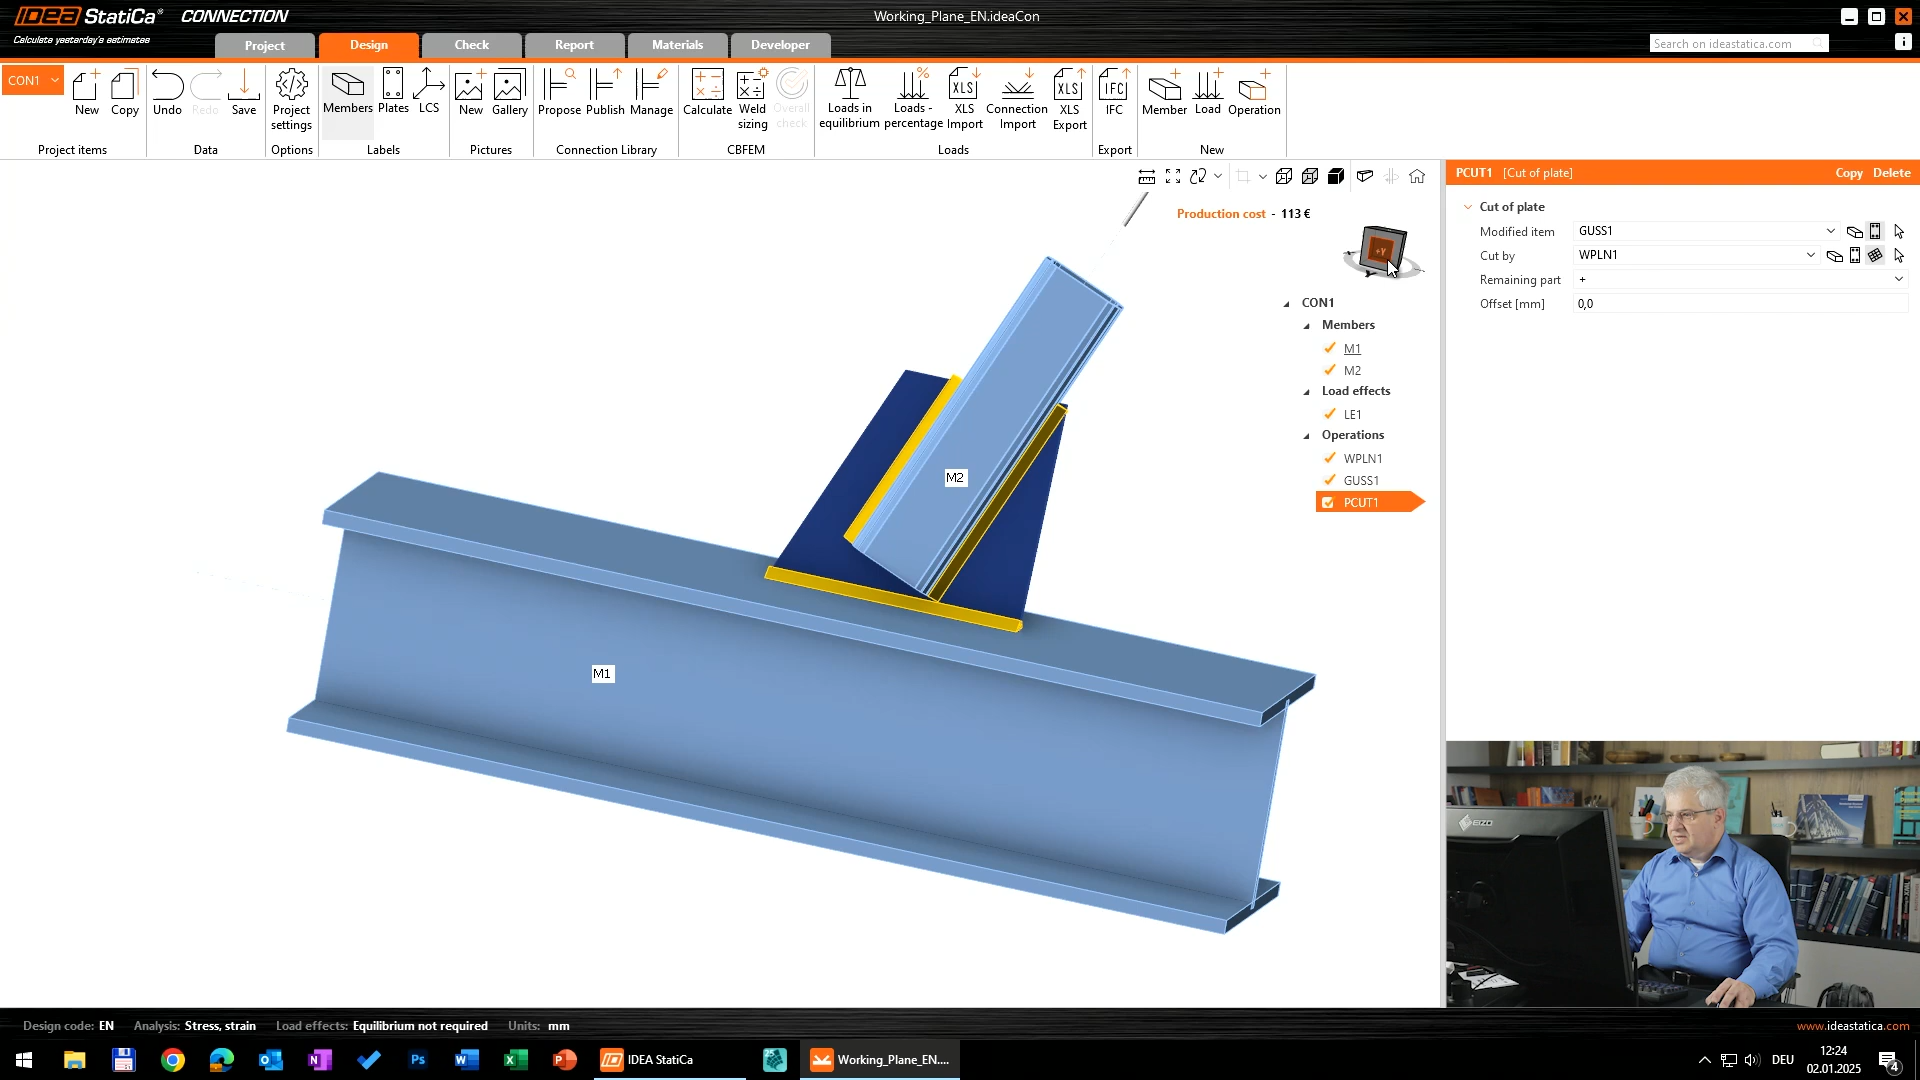 IDEA StatiCa® CONNECTION
Calculate yesterday's estimates
Working_Plane_EN.ideaCon
Project
Design
Check
Report
Materials
Developer
Search on ideastatica.com
i
CON1
New
Copy
Undo
Redo
Save
Project settings
Members
Plates
LCS
New
Gallery
Propose
Publish
Manage
Calculate
Weld sizing
Overall check
Loads in equilibrium
Loads - percentage
XLS Import
Connection Import
XLS Export
IFC
Member
Load
Operation
Project items
Data
Options
Labels
Pictures
Connection Library
CBFEM
Loads
Export
New
Production cost - 113 €
+Y
CON1
Members
M1
M2
Load effects
LE1
Operations
WPLN1
GUSS1
PCUT1
M2
M1
PCUT1 [Cut of plate]
Copy Delete
Cut of plate
Modified item GUSS1
Cut by WPLN1
Remaining part +
Offset [mm] 0,0
EIZO
Design code: EN Analysis: Stress, strain Load effects: Equilibrium not required Units: mm
www.ideastatica.com
IDEA StatiCa
Working_Plane_EN....
DEU
12:24
02.01.2025
4